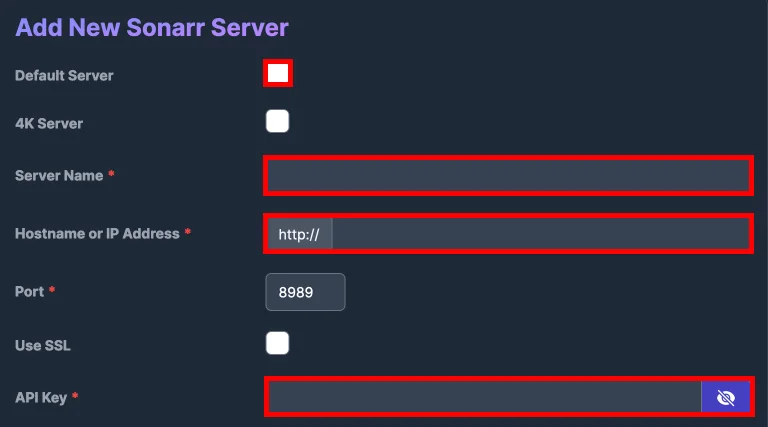 Add New Sonarr Server
Default Server
4K Server
Server Name *
Hostname or IP Address * http://
Port * 8989
Use SSL
API Key *